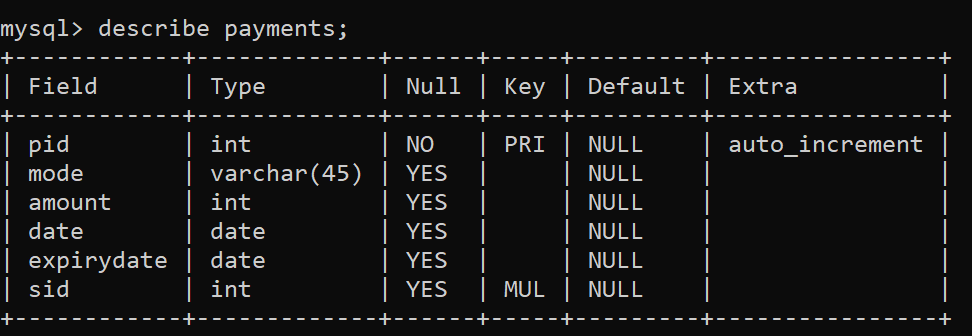 mysql> describe payments;
+------------+-------------+------+-----+---------+----------------+
| Field      | Type        | Null | Key | Default | Extra          |
+------------+-------------+------+-----+---------+----------------+
| pid        | int         | NO   | PRI | NULL    | auto_increment |
| mode       | varchar(45) | YES  |     | NULL    |                |
| amount     | int         | YES  |     | NULL    |                |
| date       | date        | YES  |     | NULL    |                |
| expirydate | date        | YES  |     | NULL    |                |
| sid        | int         | YES  | MUL | NULL    |                |
+------------+-------------+------+-----+---------+----------------+